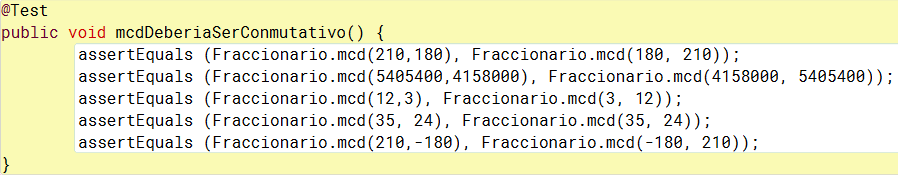 @Test
public void mcdDeberiaSerConmutativo() {
assertEquals (Fraccionario.mcd(210,180), Fraccionario.mcd(180, 210));
assertEquals (Fraccionario.mcd(5405400,4158000), Fraccionario.mcd(4158000, 5405400));
assertEquals (Fraccionario.mcd(12,3), Fraccionario.mcd(3, 12));
assertEquals (Fraccionario.mcd(35, 24), Fraccionario.mcd(35, 24));
assertEquals (Fraccionario.mcd(210,-180), Fraccionario.mcd(-180, 210));
}